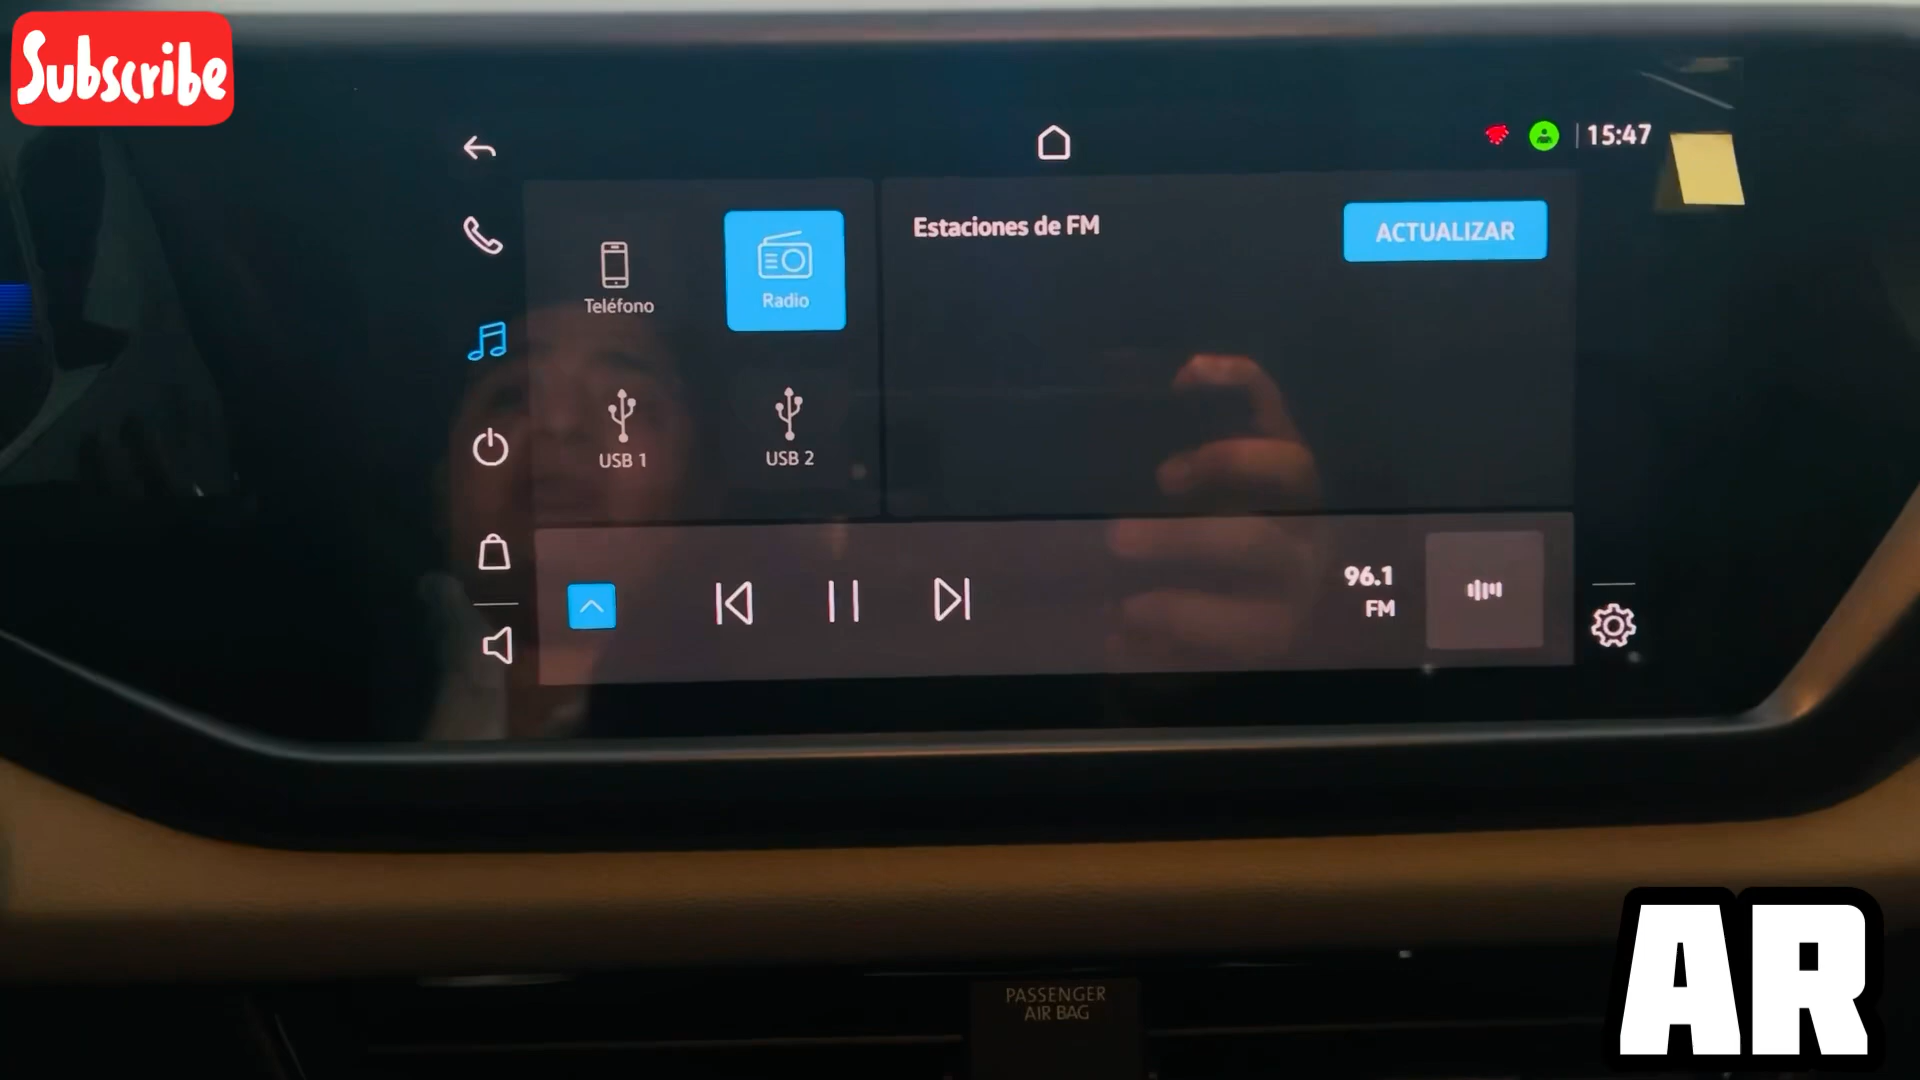 Subscribe
15:47
Estaciones de FM
ACTUALIZAR
Teléfono
Radio
USB 1
USB 2
96.1
FM
PASSENGER
AIR BAG
AR